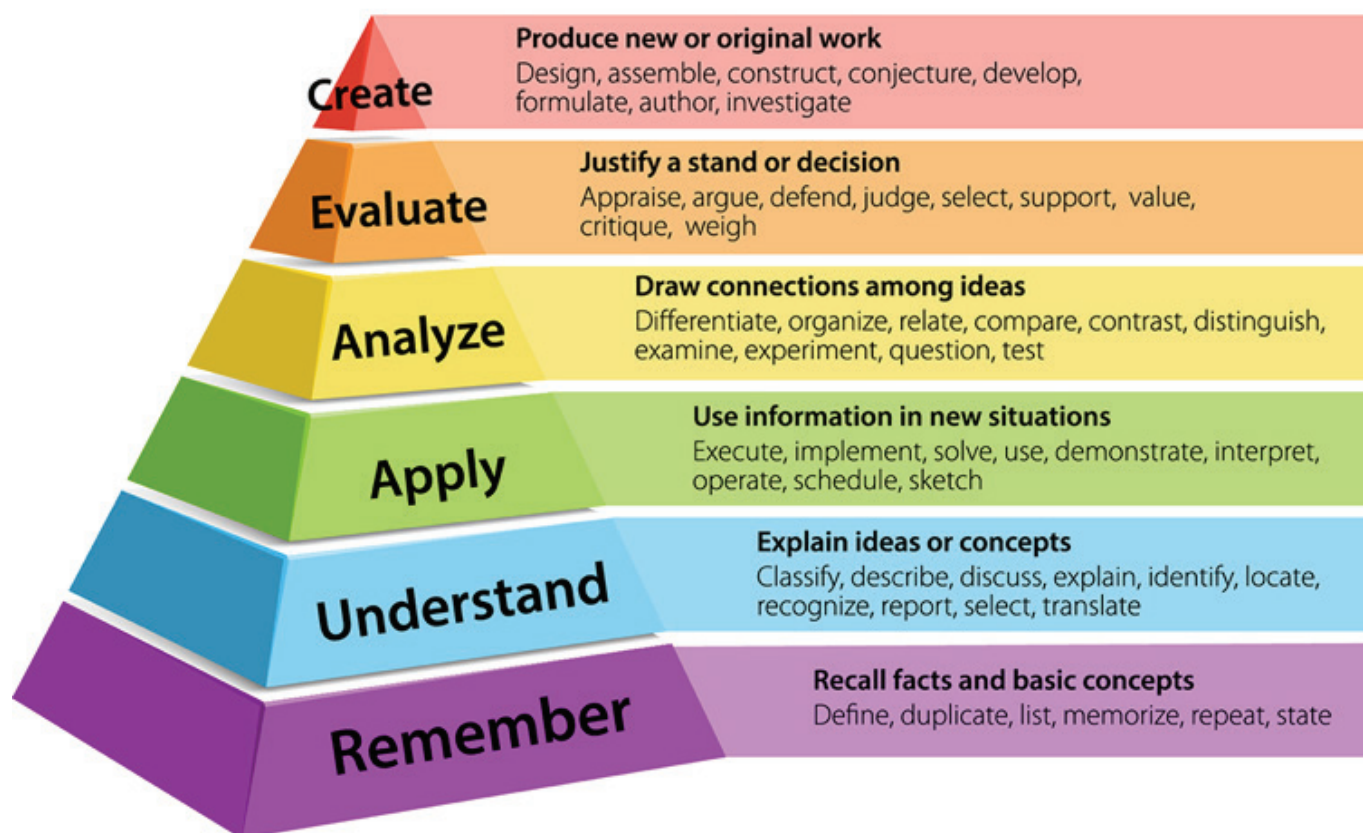 Create
Produce new or original work
Design, assemble, construct, conjecture, develop,
formulate, author, investigate
Evaluate
Justify a stand or decision
Appraise, argue, defend, judge, select, support, value,
critique, weigh
Analyze
Draw connections among ideas
Differentiate, organize, relate, compare, contrast, distinguish,
examine, experiment, question, test
Apply
Use information in new situations
Execute, implement, solve, use, demonstrate, interpret,
operate, schedule, sketch
Understand
Explain ideas or concepts
Classify, describe, discuss, explain, identify, locate,
recognize, report, select, translate
Remember
Recall facts and basic concepts
Define, duplicate, list, memorize, repeat, state